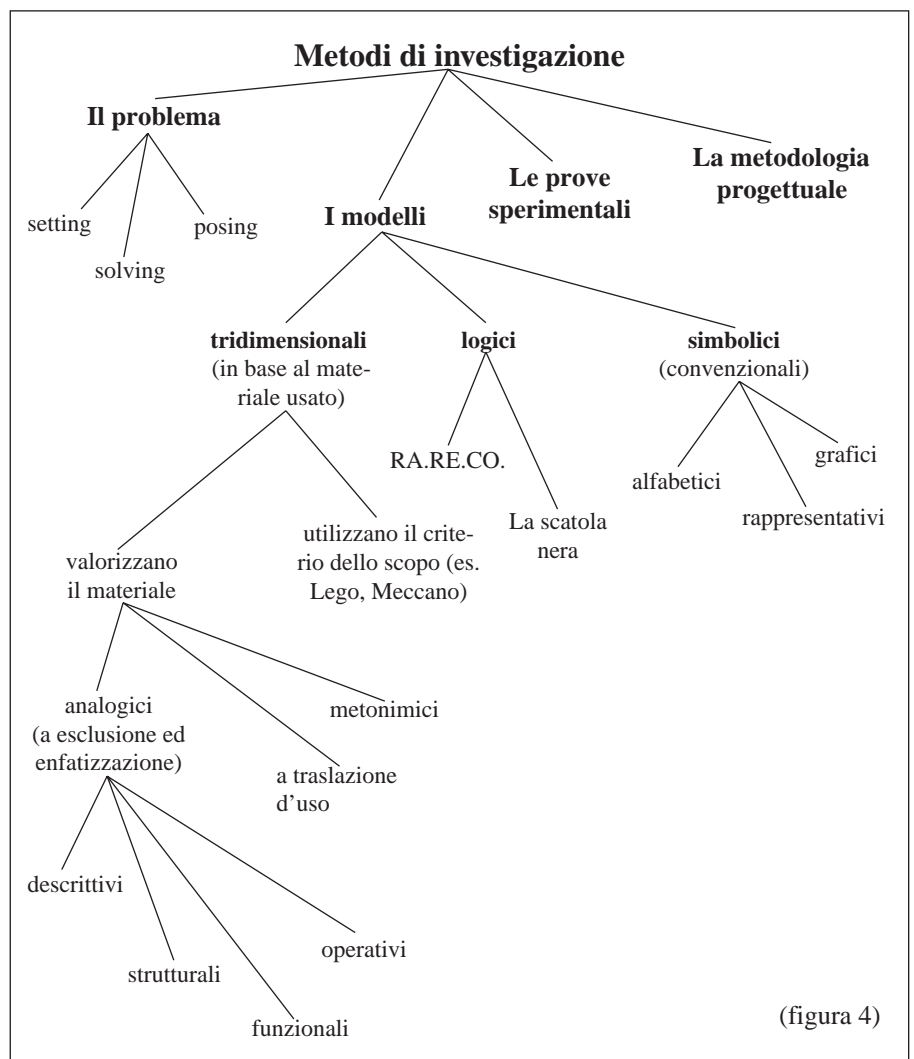 Metodi di investigazione
Il problema
setting
solving
posing
I modelli
Le prove
sperimentali
La metodologia
progettuale
tridimensionali
(in base al mate-
riale usato)
logici
simbolici
(convenzionali)
RA.RE.CO.
La scatola
nera
alfabetici
rappresentativi
grafici
valorizzano
il materiale
utilizzano il crite-
rio dello scopo (es.
Lego, Meccano)
analogici
(a esclusione ed
enfatizzazione)
metonimici
a traslazione
d’uso
descrittivi
strutturali
funzionali
operativi
(figura 4)